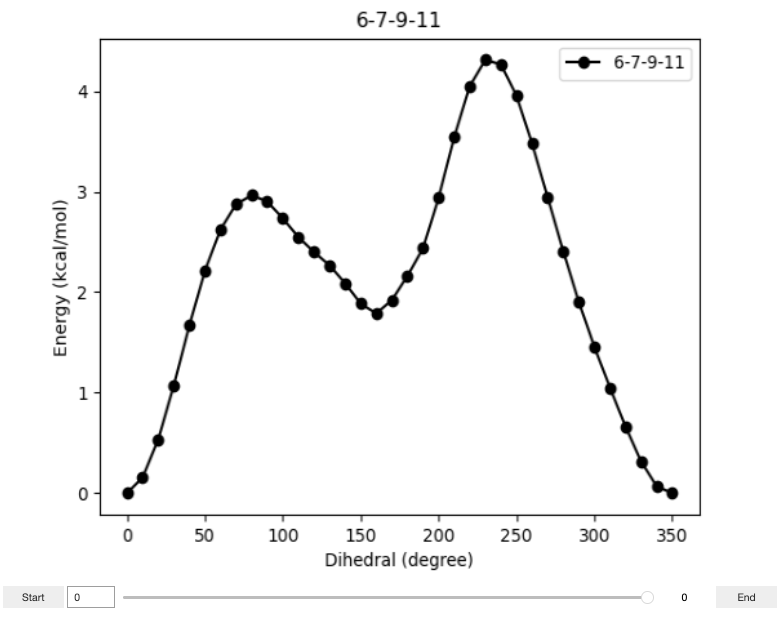 6-7-9-11
6-7-9-11
4
3
2
1
0
Energy (kcal/mol)
0 50 100 150 200 250 300 350
Dihedral (degree)
Start 0 0 End